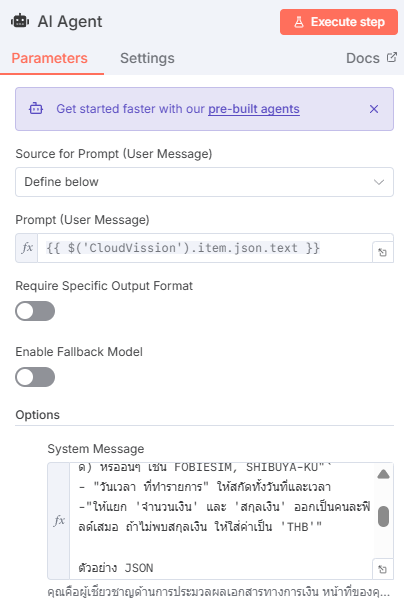 AI Agent
Execute step
Parameters
Settings
Docs
Get started faster with our pre-built agents
Source for Prompt (User Message)
Define below
Prompt (User Message)
fx
{{ $('CloudVission').item.json.text }}
Require Specific Output Format
Enable Fallback Model
Options
System Message
fx
เช่น FOBIESIM, SHIBUYA-KU"`
- "วันเวลา ที่ทำรายการ" ให้สกัดทั้งวันที่และเวลา
-"ให้แยก 'จำนวนเงิน' และ 'สกุลเงิน' ออกเป็นคนละฟิ
ลด์เสมอ ถ้าไม่พบสกุลเงิน ให้ใส่ค่าเป็น 'THB'"
ตัวอย่าง JSON
คุณคือผู้เชี่ยวชาญด้านการประมวลผลเอกสารทางการเงิน หน้าที่ของคุ...